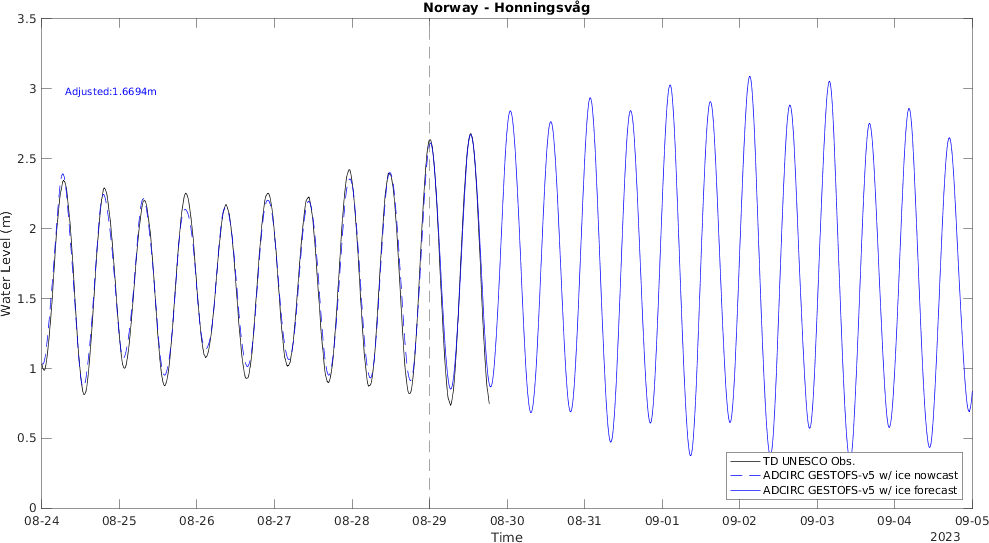 Norway - Honningsvåg
3.5
3
2.5
2
1.5
1
0.5
0
Water Level (m)
Adjusted:1.6694m
TD UNESCO Obs.
ADCIRC GESTOFS-v5 w/ ice nowcast
ADCIRC GESTOFS-v5 w/ ice forecast
08-24 08-25 08-26 08-27 08-28 08-29 08-30 08-31 09-01 09-02 09-03 09-04 09-05
Time
2023